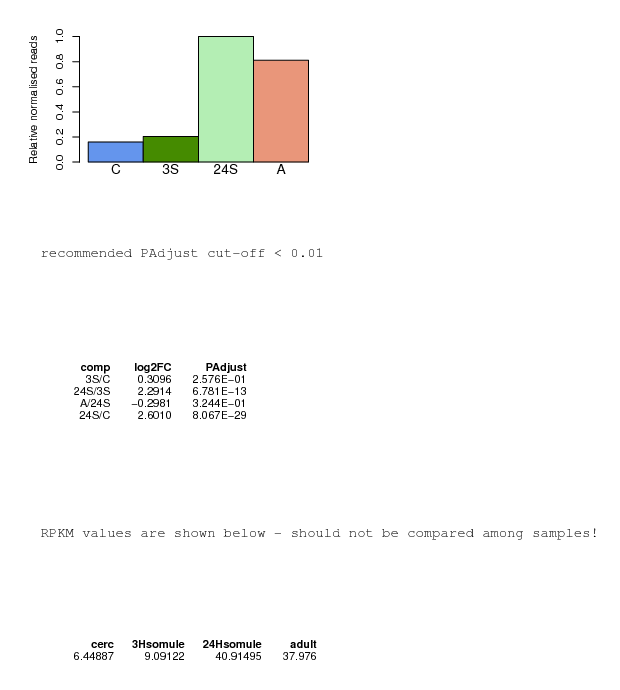 Relative normalised reads
1.0
0.8
0.6
0.4
0.2
0.0
C 3S 24S A
recommended PAdjust cut-off < 0.01
comp log2FC PAdjust
3S/C 0.3096 2.576E−01
24S/3S 2.2914 6.781E−13
A/24S −0.2981 3.244E−01
24S/C 2.6010 8.067E−29
RPKM values are shown below - should not be compared among samples!
cerc 3Hsomule 24Hsomule adult
6.44887 9.09122 40.91495 37.976